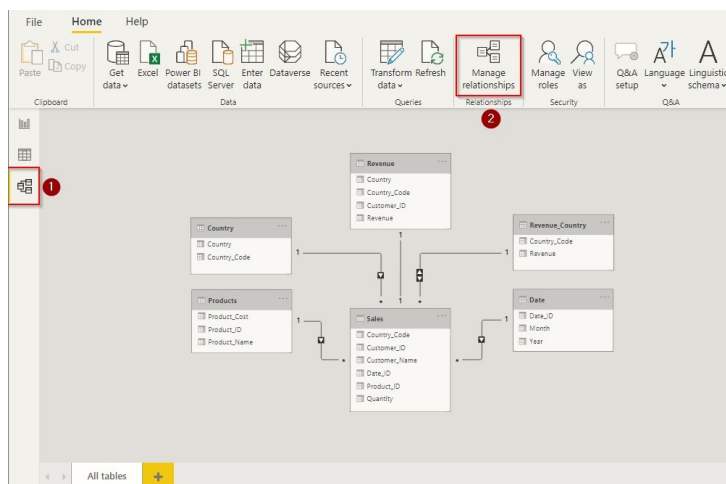 File Home Help
Paste
Cut
Copy
Get data
Excel
Power BI datasets
SQL Server
Enter data
Dataverse
Recent sources
Transform data
Refresh
Manage relationships
Manage roles
View as
Q&A setup
Language
Linguistic schema
Clipboard Data Queries Relationships Security Q&A
2
1
Revenue
Country
Country_Code
Customer_ID
Revenue
Country
Country
Country_Code
Revenue_Country
Country_Code
Revenue
1
1
1
Products
Product_Cost
Product_ID
Product_Name
Sales
Country_Code
Customer_ID
Customer_Name
Date_ID
Product_ID
Quantity
Date
Date_ID
Month
Year
1
1
1
All tables +